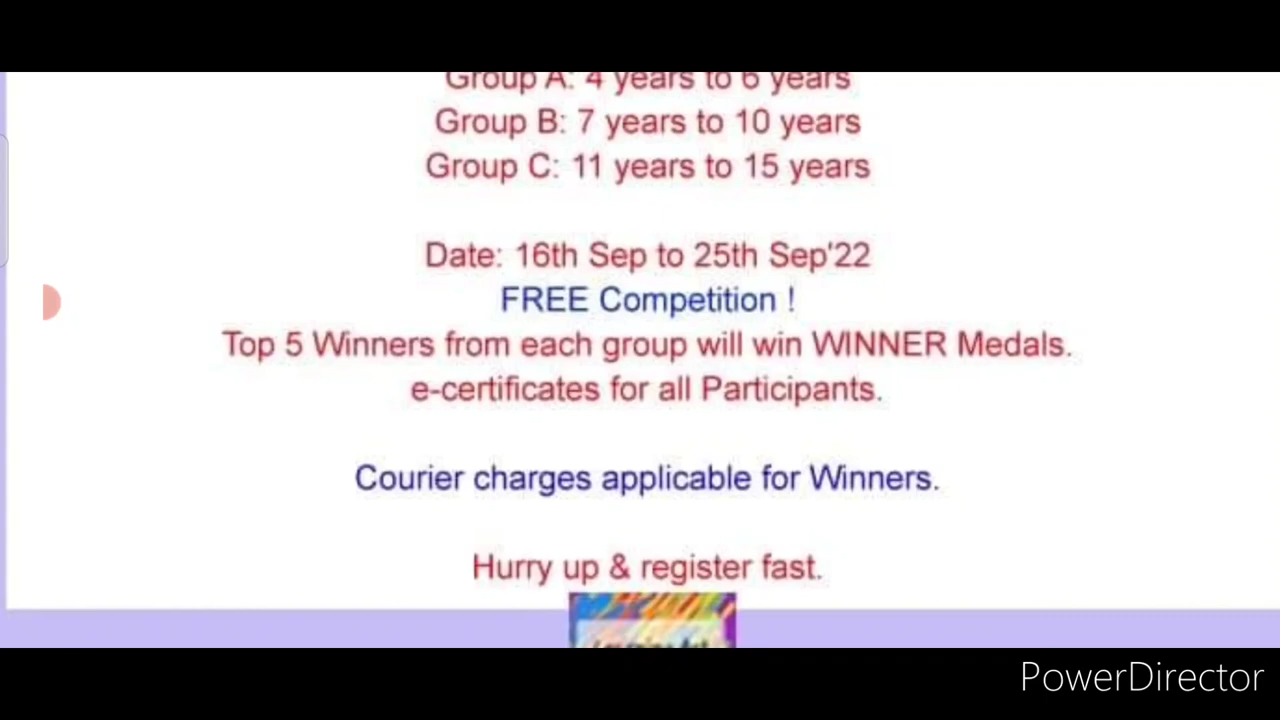 Group A: 4 years to 6 years
Group B: 7 years to 10 years
Group C: 11 years to 15 years
Date: 16th Sep to 25th Sep'22
FREE Competition !
Top 5 Winners from each group will win WINNER Medals.
e-certificates for all Participants.
Courier charges applicable for Winners.
Hurry up & register fast.
PowerDirector